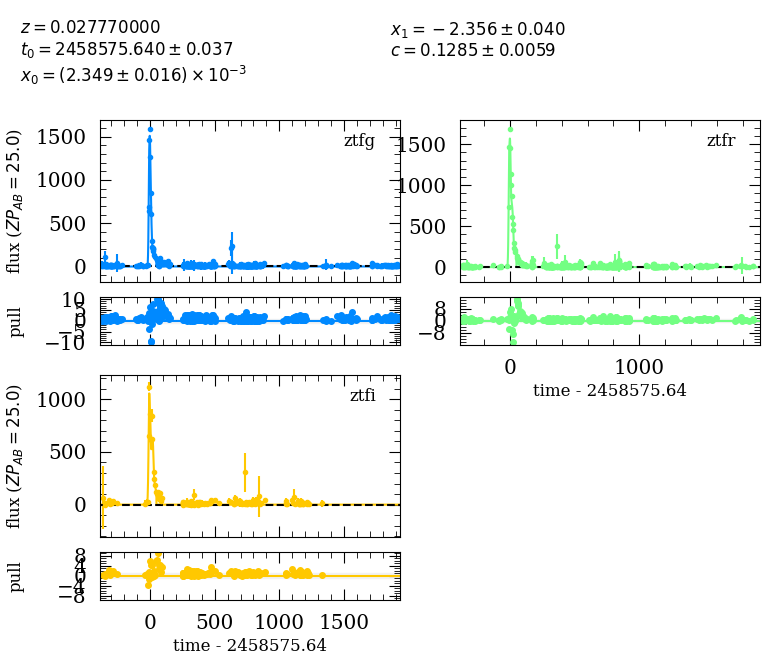 z = 0.027770000
t₀ = 2458575.640 ± 0.037
x₀ = (2.349 ± 0.016) × 10⁻³
x₁ = −2.356 ± 0.040
c = 0.1285 ± 0.0059
ztfg
flux (ZP_AB = 25.0)
1500
1000
500
0
ztfr
1500
1000
500
0
pull
10
5
0
−5
−10
8
0
−8
0 1000
time - 2458575.64
ztfi
flux (ZP_AB = 25.0)
1000
500
0
pull
8
4
0
−4
−8
0 500 1000 1500
time - 2458575.64